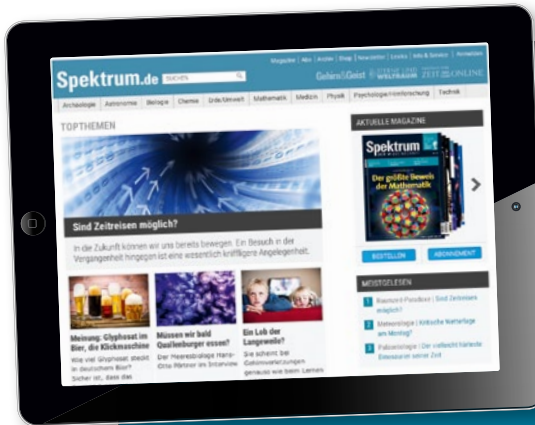 Magazine | Abo | Archiv | Shop | Newsletter | Leseks | Info & Service | Anmelden
Spektrum.de
SUCHEN
Gehirn&Geist STERNE UND WELTRAUM ZEIT ONLINE
Archäologie Astronomie Biologie Chemie Erde/Umwelt Mathematik Medizin Physik Psychologie/Hirnforschung Technik
TOPTHEMEN
Sind Zeitreisen möglich?
In die Zukunft können wir uns bereits bewegen. Ein Besuch in der
Vergangenheit hingegen ist eine wesentlich kniffligere Angelegenheit.
Meinung: Glyphosat im
Bier, die Klickmaschine
Wie viel Glyphosat steckt
in deutschem Bier?
Sicher ist, dass das
Müssen wir bald
Quallenburger essen?
Der Meeresbiologe Hans-
Otto Pörtner im Interview
Ein Lob der
Langeweile?
Sie scheint bei
Gehirnverletzungen
genauso wie beim Lernen
AKTUELLE MAGAZINE
Spektrum
DER WISSENSCHAFT
Der größte Beweis
der Mathematik
BESTELLEN
ABONNEMENT
MEISTGELESEN
1 Raumzeit-Paradoxe | Sind Zeitreisen
möglich?
2 Meteorologie | Kritische Wetterlage
am Montag?
3 Paläontologie | Der vielleicht härteste
Dinosaurier seiner Zeit